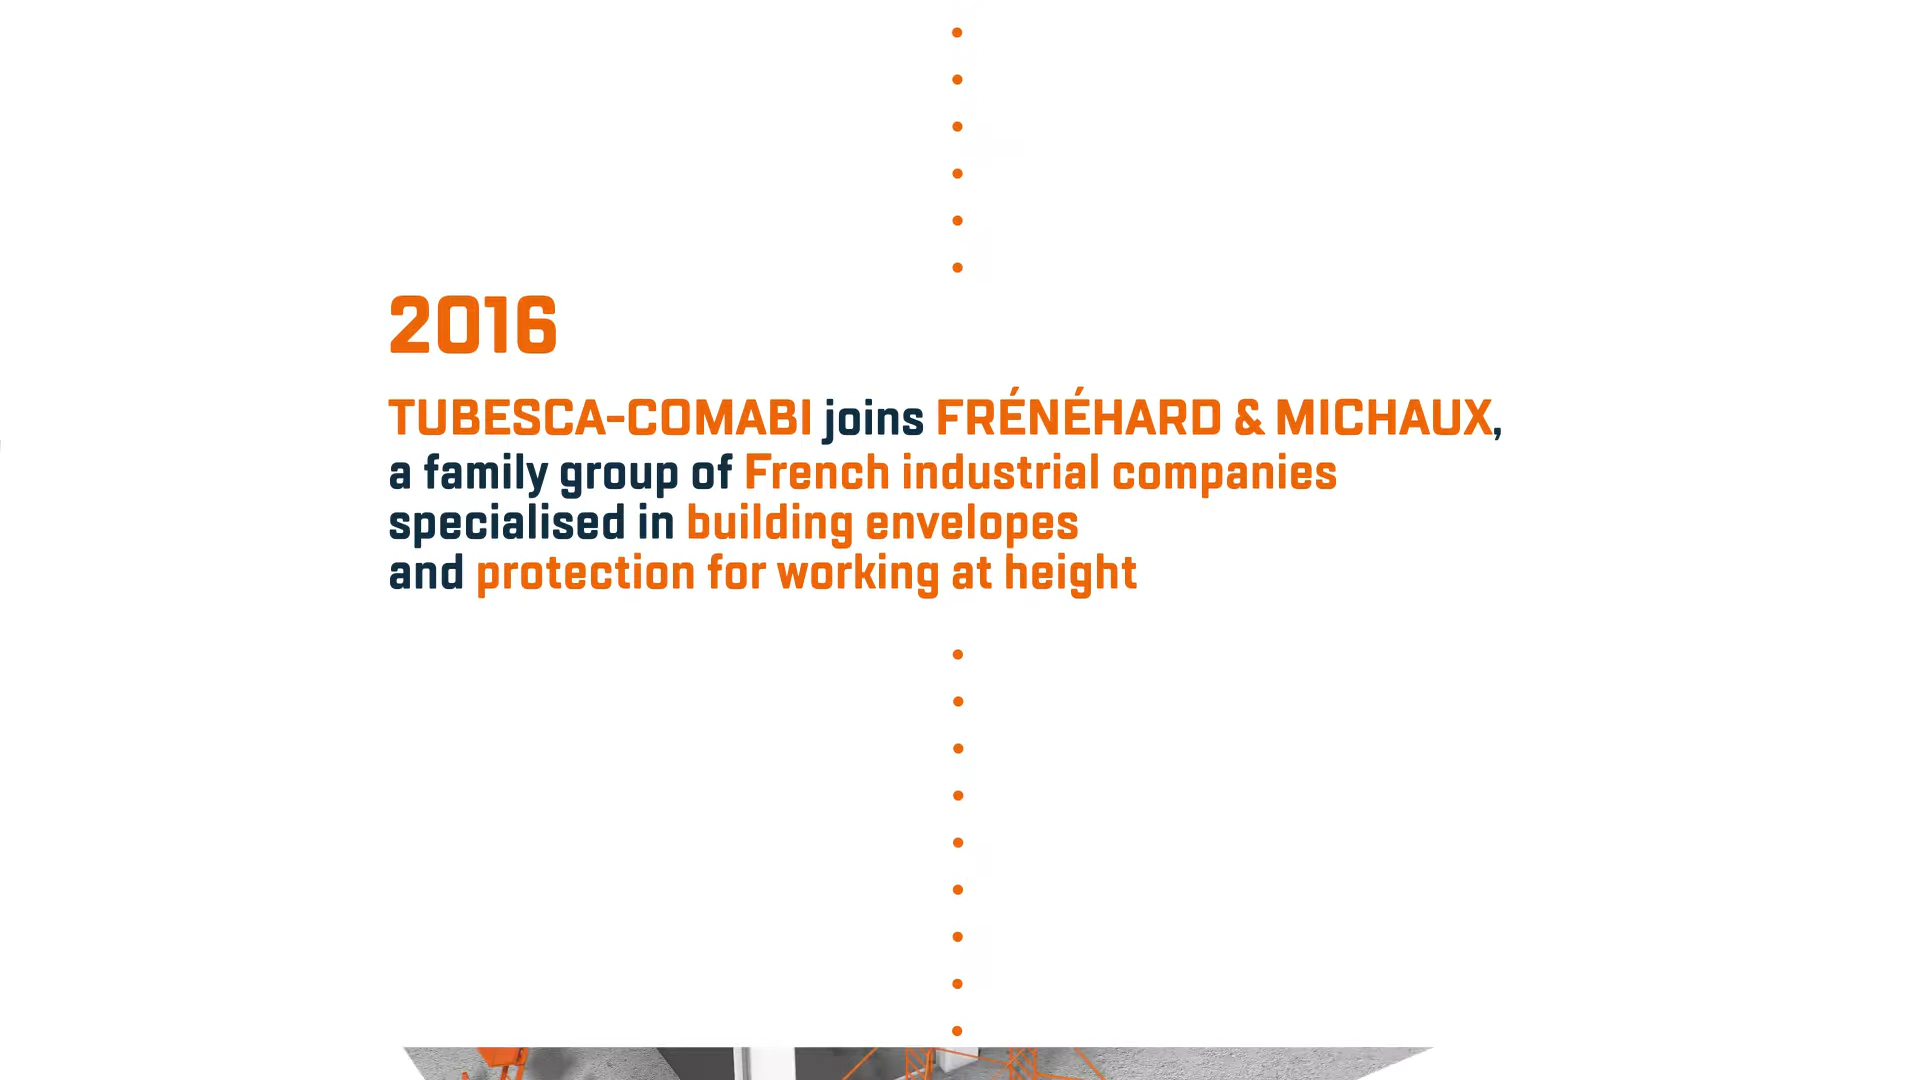 2016
TUBESCA-COMABI joins FRÉNÉHARD & MICHAUX,
a family group of French industrial companies
specialised in building envelopes
and protection for working at height